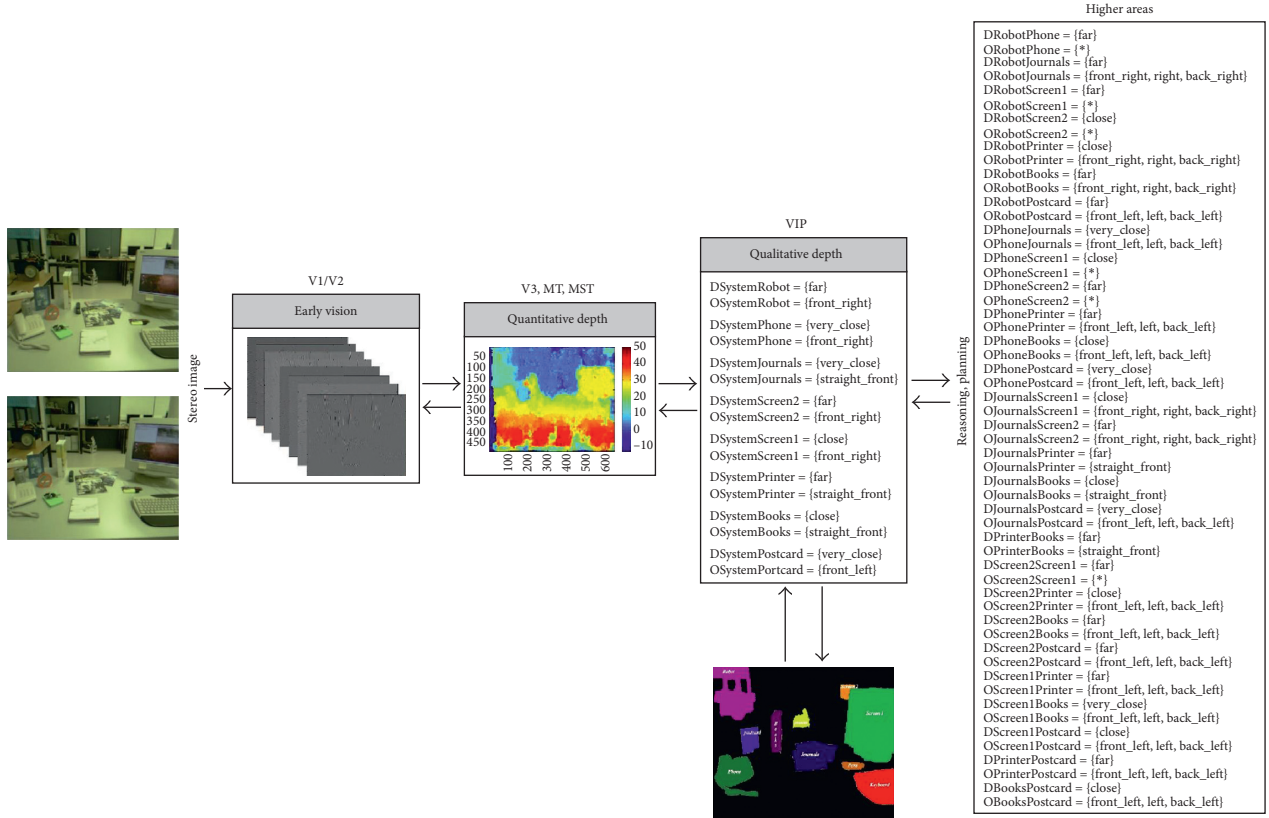 Stereo image
V1/V2
Early vision
V3, MT, MST
Quantitative depth
50
100
150
200
250
300
350
400
450
100
200
300
400
500
600
50
40
30
20
10
0
−10
VIP
Qualitative depth
DSystemRobot = {far}
OSystemRobot = {front_right}
DSystemPhone = {very_close}
OSystemPhone = {front_right}
DSystemJournals = {very_close}
OSystemJournals = {straight_front}
DSystemScreen2 = {far}
OSystemScreen2 = {front_right}
DSystemScreen1 = {close}
OSystemScreen1 = {front_right}
DSystemPrinter = {far}
OSystemPrinter = {straight_front}
DSystemBooks = {close}
OSystemBooks = {straight_front}
DSystemPostcard = {very_close}
OSystemPortcard = {front_left}
Robot
Screen 2
Screen 1
Books
postcard
Journals
Phone
Keyboard
Reasoning, planning
Higher areas
DRobotPhone = {far}
ORobotPhone = {*}
DRobotJournals = {far}
ORobotJournals = {front_right, right, back_right}
DRobotScreen1 = {far}
ORobotScreen1 = {*}
DRobotScreen2 = {close}
ORobotScreen2 = {*}
DRobotPrinter = {close}
ORobotPrinter = {front_right, right, back_right}
DRobotBooks = {far}
ORobotBooks = {front_right, right, back_right}
DRobotPostcard = {far}
ORobotPostcard = {front_left, left, back_left}
DPhoneJournals = {very_close}
OPhoneJournals = {front_left, left, back_left}
DPhoneScreen1 = {close}
OPhoneScreen1 = {*}
DPhoneScreen2 = {far}
OPhoneScreen2 = {*}
DPhonePrinter = {far}
OPhonePrinter = {front_left, left, back_left}
DPhoneBooks = {close}
OPhoneBooks = {front_left, left, back_left}
DPhonePostcard = {very_close}
OPhonePostcard = {front_left, left, back_left}
DJournalsScreen1 = {close}
OJournalsScreen1 = {front_right, right, back_right}
DJournalsScreen2 = {far}
OJournalsScreen2 = {front_right, right, back_right}
DJournalsPrinter = {far}
OJournalsPrinter = {straight_front}
DJournalsBooks = {close}
OJournalsBooks = {straight_front}
DJournalsPostcard = {very_close}
OJournalsPostcard = {front_left, left, back_left}
DPrinterBooks = {far}
OPrinterBooks = {straight_front}
DScreen2Screen1 = {far}
OScreen2Screen1 = {*}
DScreen2Printer = {close}
OScreen2Printer = {front_left, left, back_left}
DScreen2Books = {far}
OScreen2Books = {front_left, left, back_left}
DScreen2Postcard = {far}
OScreen2Postcard = {front_left, left, back_left}
DScreen1Printer = {far}
OScreen1Printer = {front_left, left, back_left}
DScreen1Books = {very_close}
OScreen1Books = {front_left, left, back_left}
DScreen1Postcard = {close}
OScreen1Postcard = {front_left, left, back_left}
DPrinterPostcard = {far}
OPrinterPostcard = {front_left, left, back_left}
DBooksPostcard = {close}
OBooksPostcard = {front_left, left, back_left}